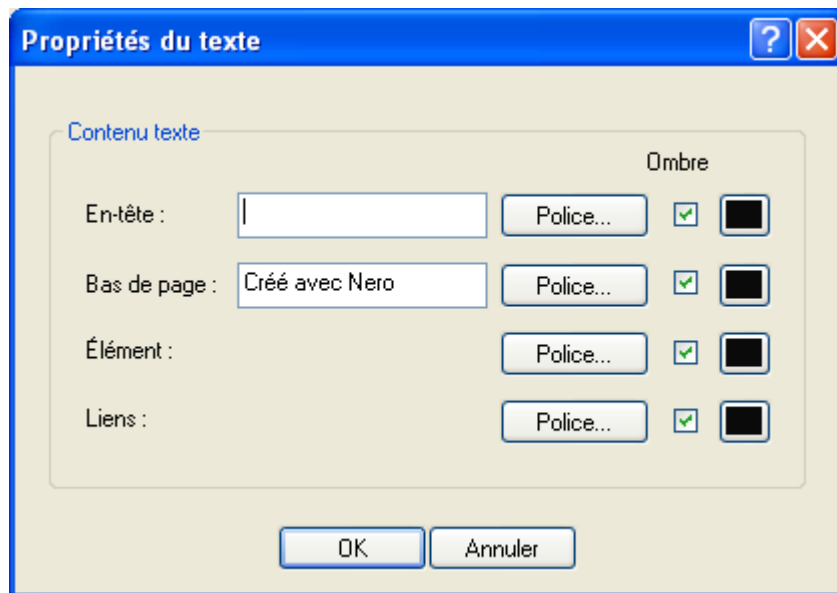 Propriétés du texte
Contenu texte
Ombre
En-tête : Police...
Bas de page : Créé avec Nero Police...
Élément : Police...
Liens : Police...
OK Annuler